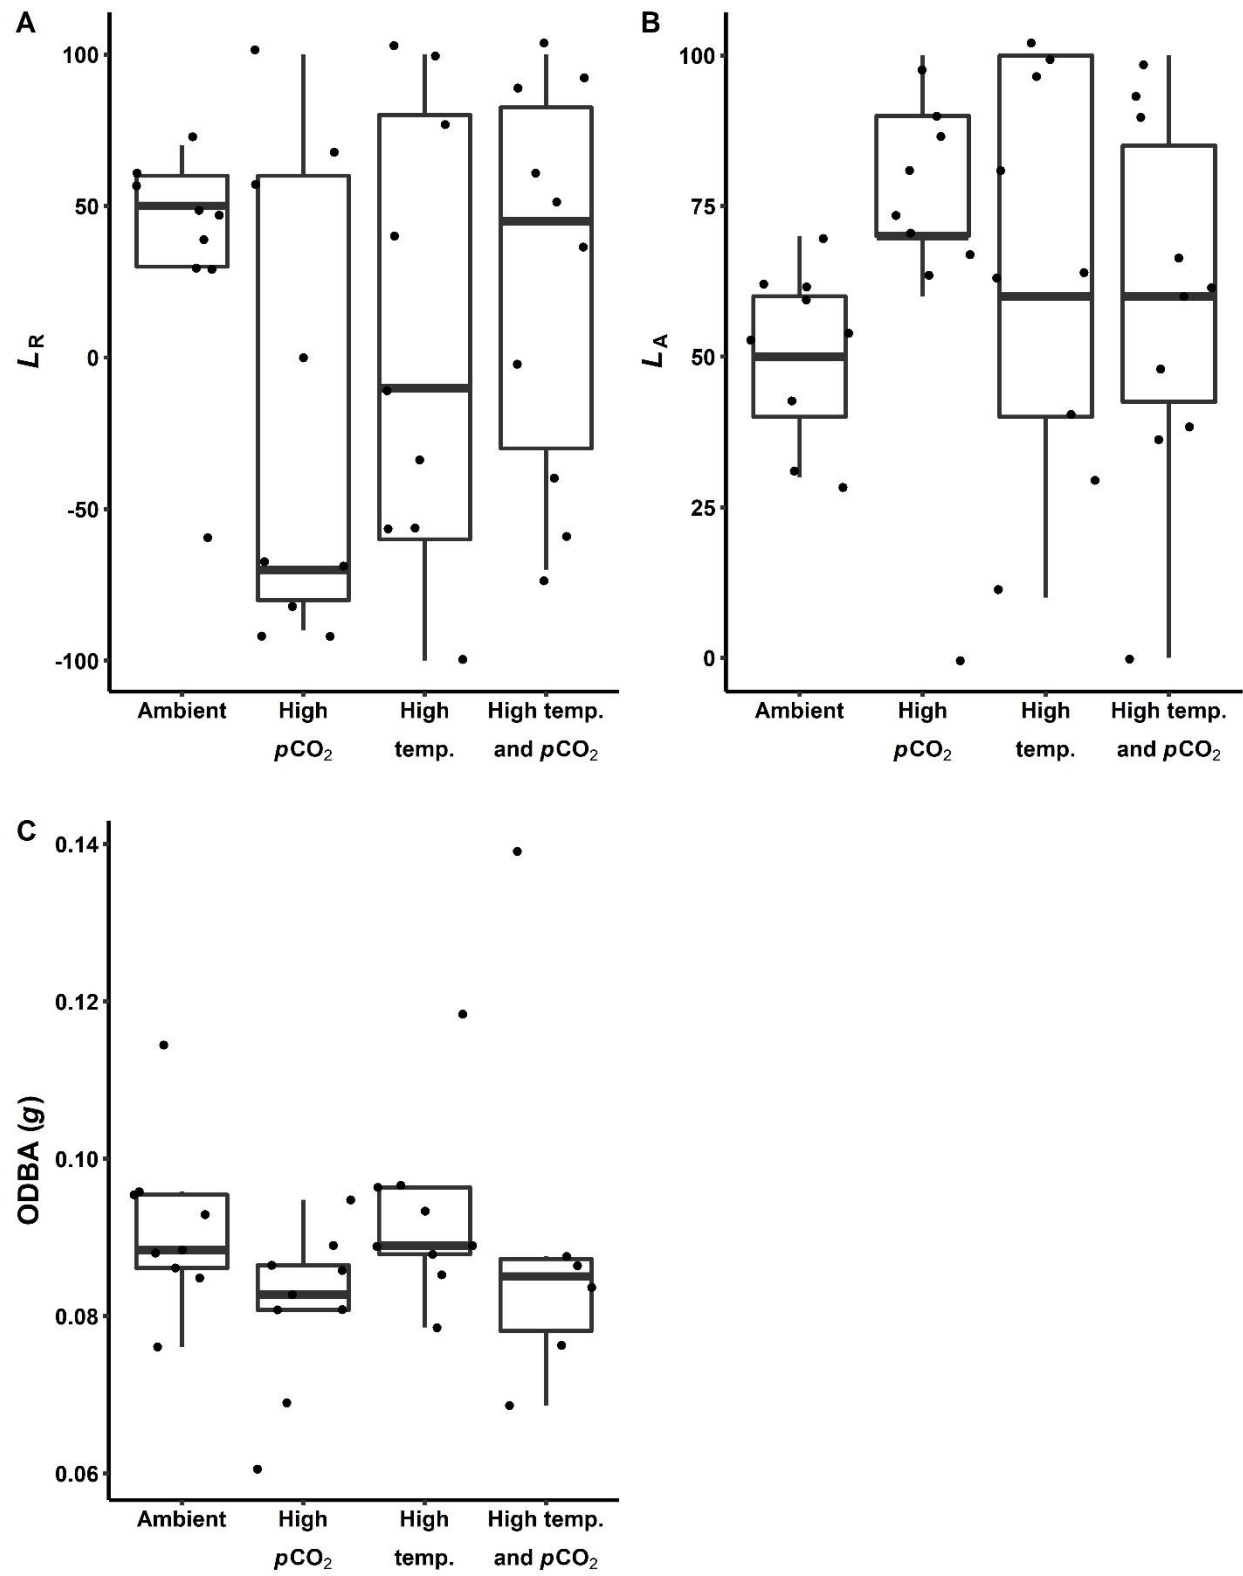 A
100
50
0
-50
-100
LR
Ambient
High
pCO2
High
temp.
High temp.
and pCO2
B
100
75
50
25
0
LA
Ambient
High
pCO2
High
temp.
High temp.
and pCO2
C
0.14
0.12
0.10
0.08
0.06
ODBA (g)
Ambient
High
pCO2
High
temp.
High temp.
and pCO2